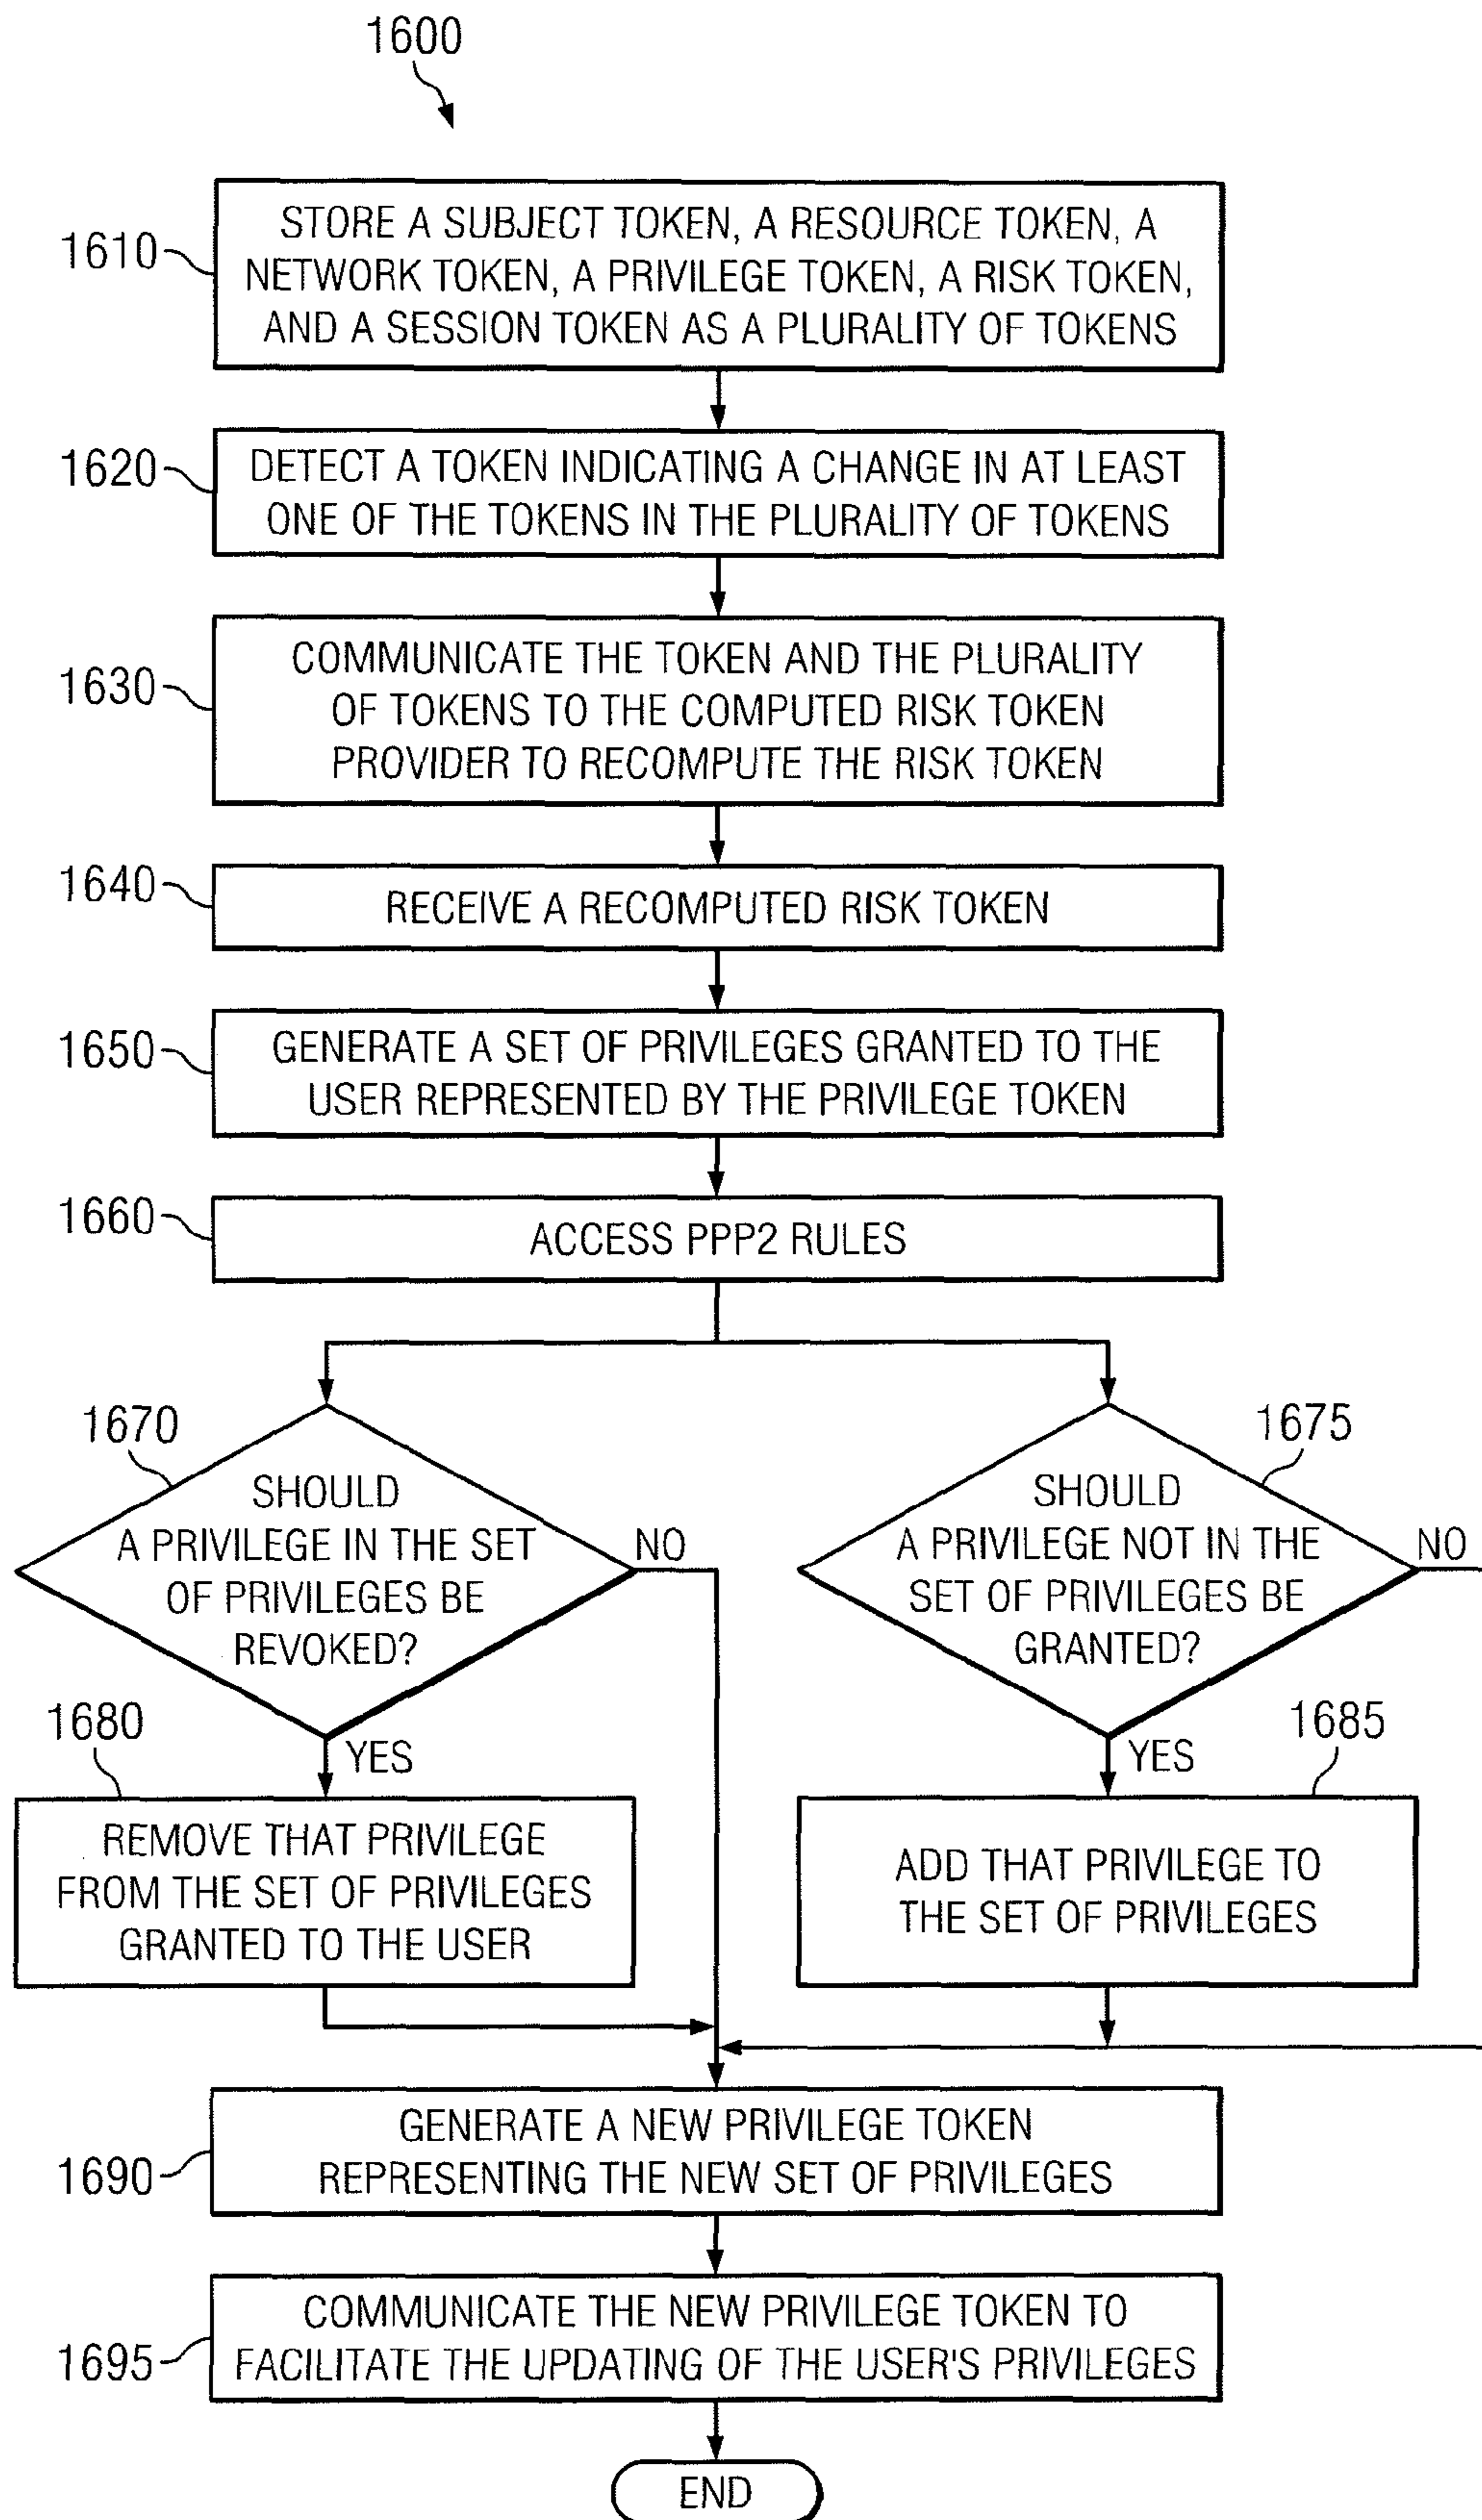 1600
1610
STORE A SUBJECT TOKEN, A RESOURCE TOKEN, A
NETWORK TOKEN, A PRIVILEGE TOKEN, A RISK TOKEN,
AND A SESSION TOKEN AS A PLURALITY OF TOKENS
1620
DETECT A TOKEN INDICATING A CHANGE IN AT LEAST
ONE OF THE TOKENS IN THE PLURALITY OF TOKENS
1630
COMMUNICATE THE TOKEN AND THE PLURALITY
OF TOKENS TO THE COMPUTED RISK TOKEN
PROVIDER TO RECOMPUTE THE RISK TOKEN
1640
RECEIVE A RECOMPUTED RISK TOKEN
1650
GENERATE A SET OF PRIVILEGES GRANTED TO THE
USER REPRESENTED BY THE PRIVILEGE TOKEN
1660
ACCESS PPP2 RULES
1670
SHOULD
A PRIVILEGE IN THE SET
OF PRIVILEGES BE
REVOKED?
NO
YES
1675
SHOULD
A PRIVILEGE NOT IN THE
SET OF PRIVILEGES BE
GRANTED?
NO
YES
1680
REMOVE THAT PRIVILEGE
FROM THE SET OF PRIVILEGES
GRANTED TO THE USER
1685
ADD THAT PRIVILEGE TO
THE SET OF PRIVILEGES
1690
GENERATE A NEW PRIVILEGE TOKEN
REPRESENTING THE NEW SET OF PRIVILEGES
1695
COMMUNICATE THE NEW PRIVILEGE TOKEN TO
FACILITATE THE UPDATING OF THE USER'S PRIVILEGES
END